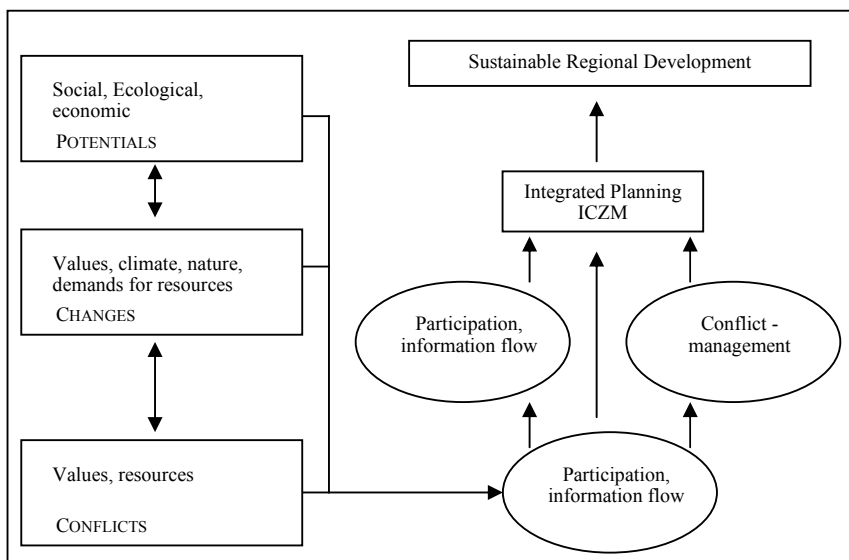 Social, Ecological,
economic
POTENTIALS
Values, climate, nature,
demands for resources
CHANGES
Values, resources
CONFLICTS
Sustainable Regional Development
Integrated Planning
ICZM
Participation,
information flow
Conflict -
management
Participation,
information flow